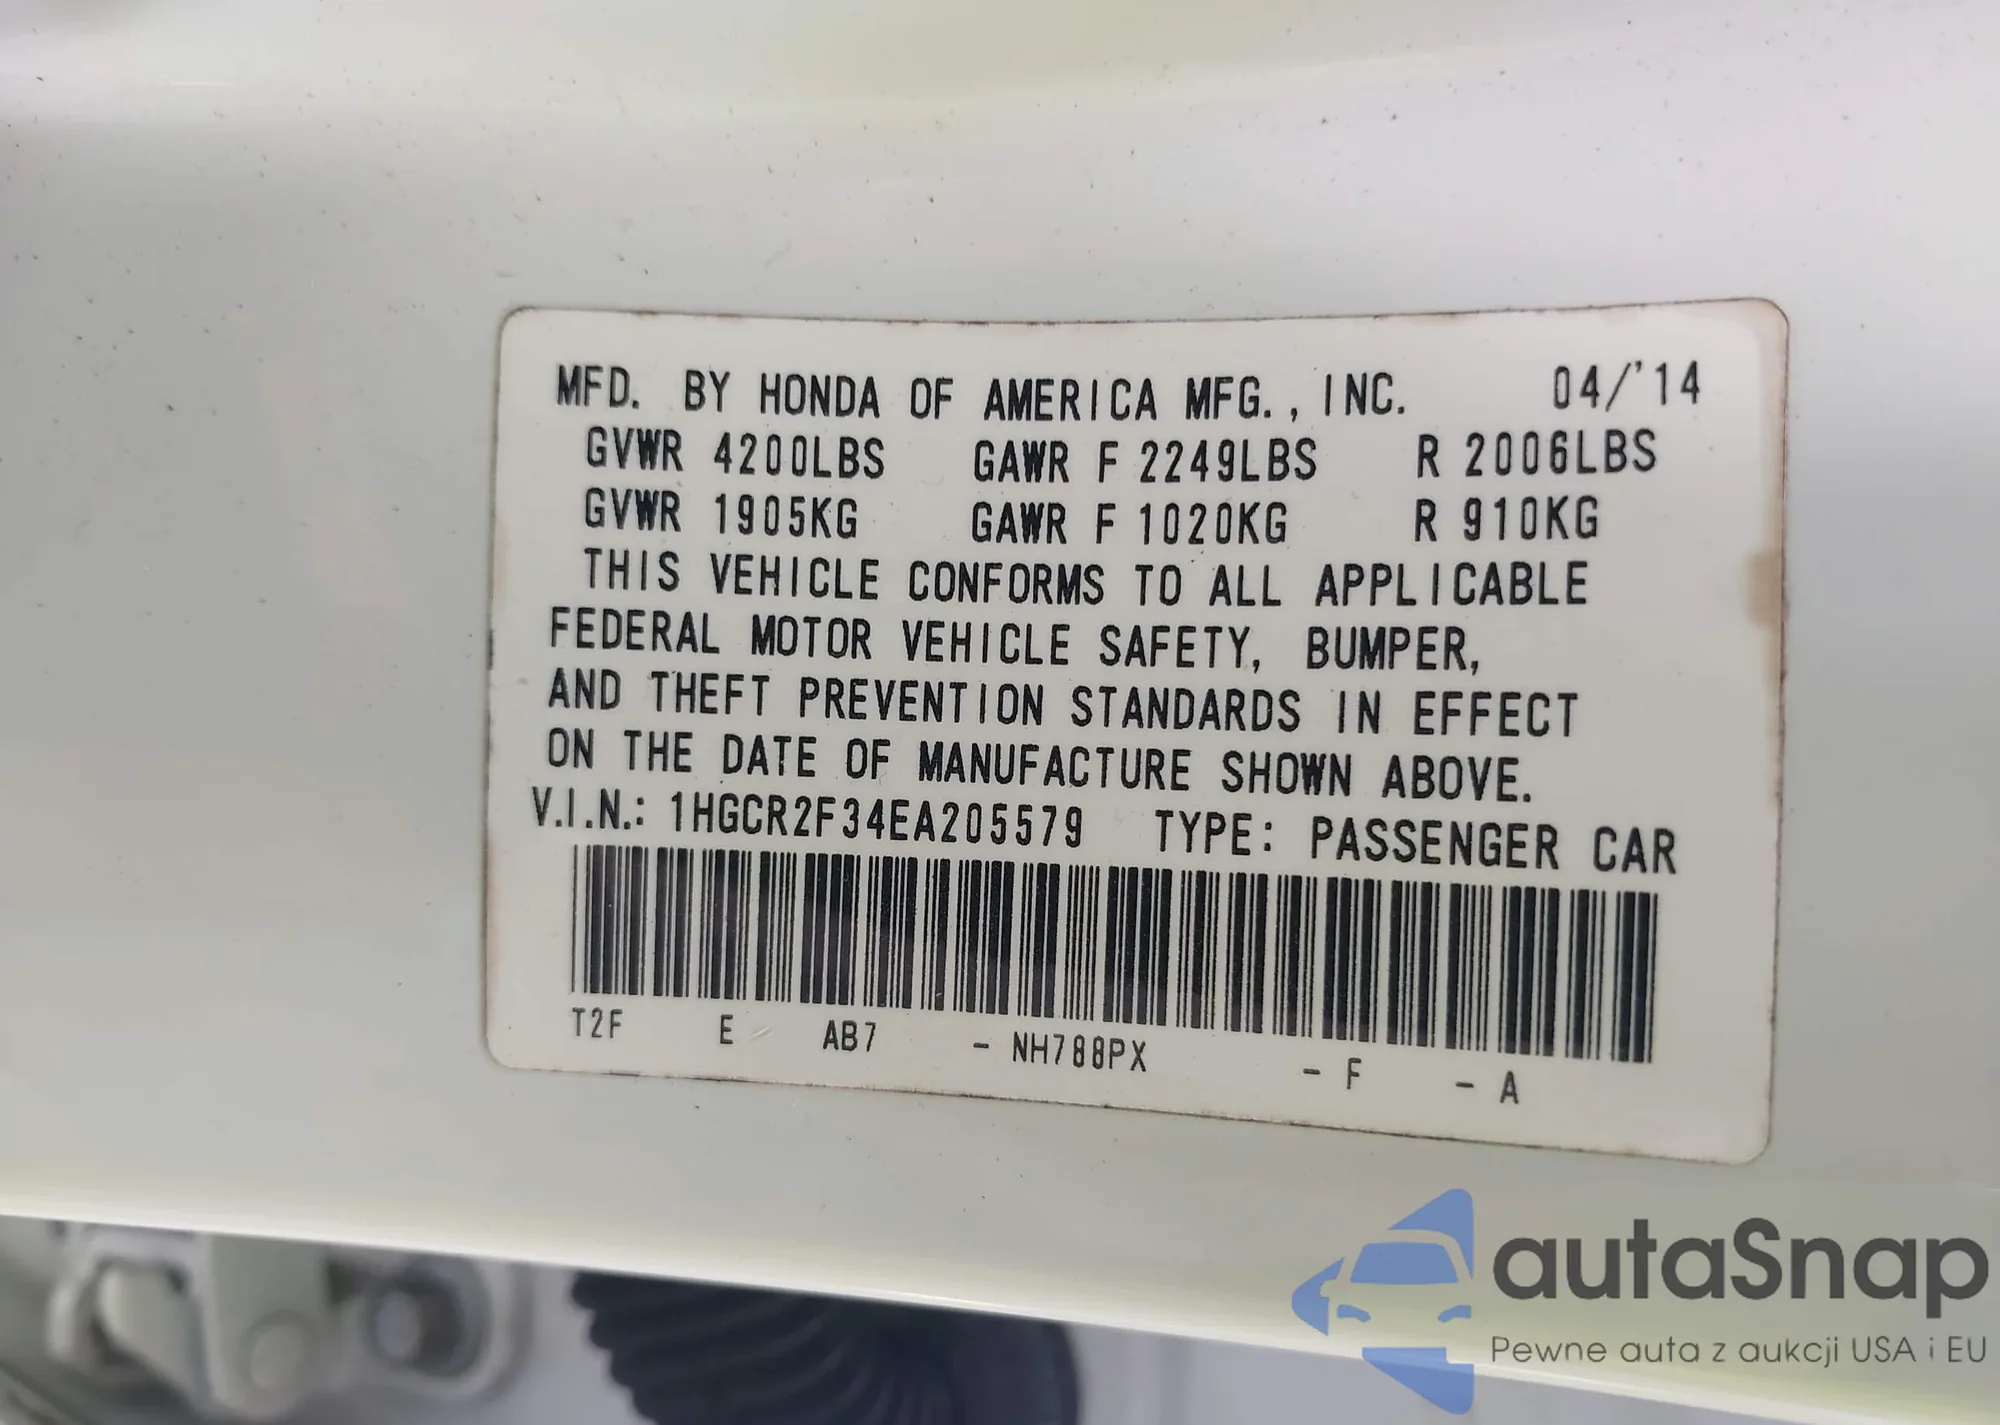 MFD. BY HONDA OF AMERICA MFG., INC. 04/'14
GVWR 4200LBS GAWR F 2249LBS R 2006LBS
GVWR 1905KG GAWR F 1020KG R 910KG
THIS VEHICLE CONFORMS TO ALL APPLICABLE
FEDERAL MOTOR VEHICLE SAFETY, BUMPER,
AND THEFT PREVENTION STANDARDS IN EFFECT
ON THE DATE OF MANUFACTURE SHOWN ABOVE.
V.I.N.: 1HGCR2F34EA205579 TYPE: PASSENGER CAR
T2F E AB7 - NH788PX - F - A
autaSnap
Pewne auta z aukcji USA i EU